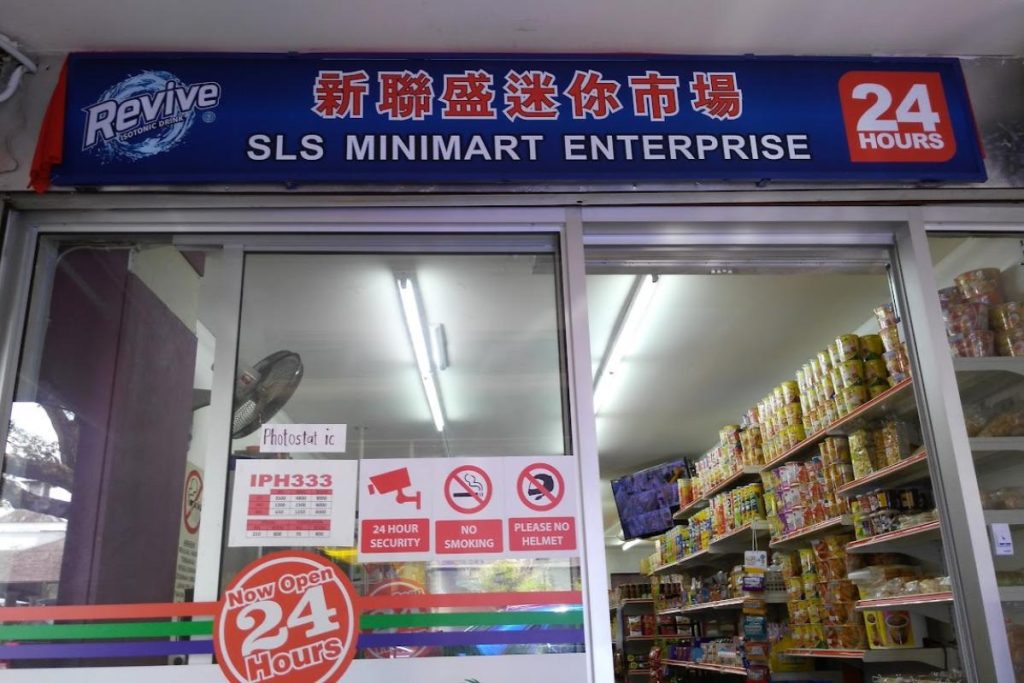 Revive
ISOTONIC DRINK
新聯盛迷你市場
SLS MINIMART ENTERPRISE
24
HOURS
Photostat ic
IPH333
24 HOUR
SECURITY
NO
SMOKING
PLEASE NO
HELMET
Now Open
24
Hours